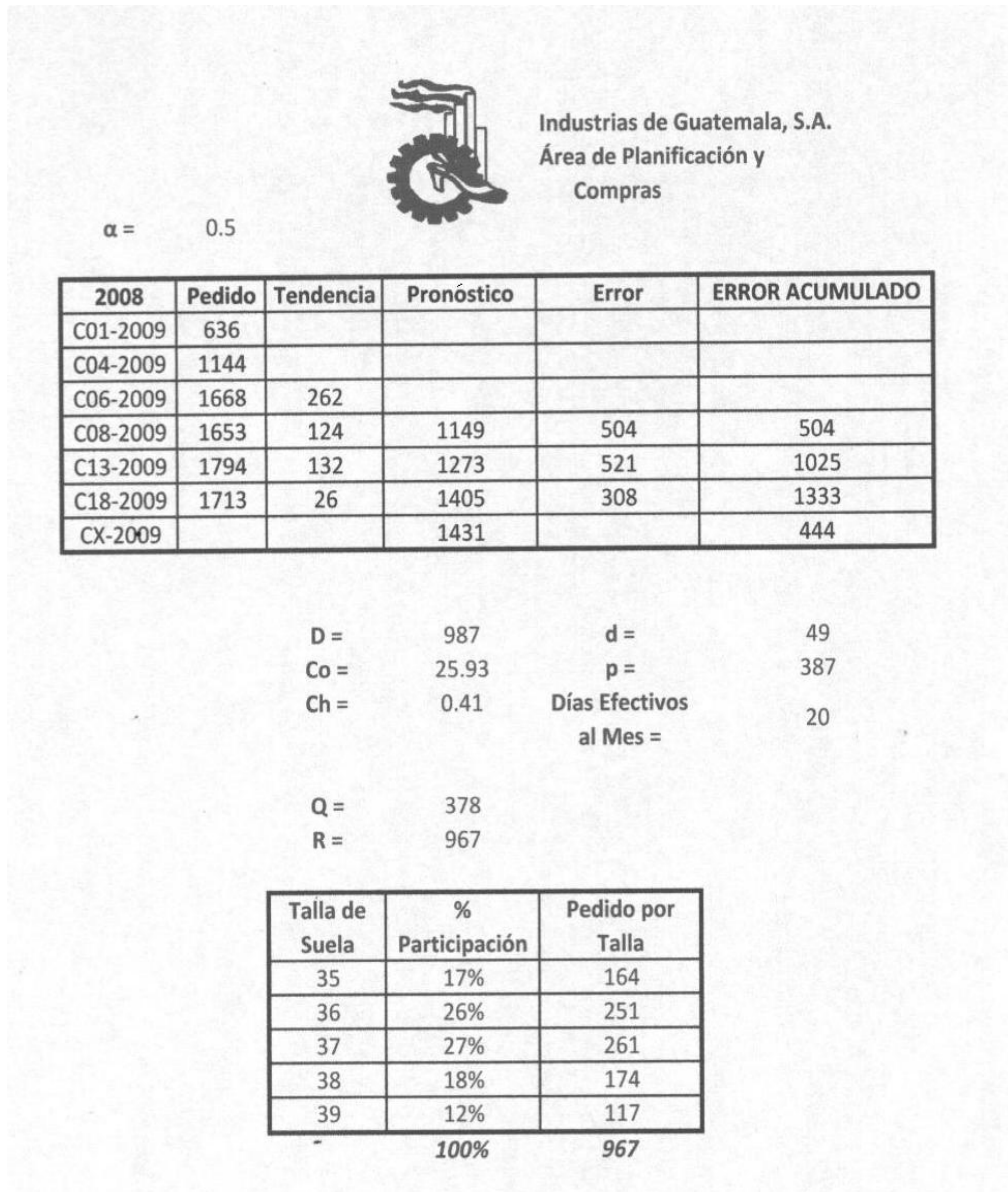 Industrias de Guatemala, S.A.
Área de Planificación y
Compras
α = 0.5
2008 Pedido Tendencia Pronóstico Error ERROR ACUMULADO
C01-2009 636
C04-2009 1144
C06-2009 1668 262
C08-2009 1653 124 1149 504 504
C13-2009 1794 132 1273 521 1025
C18-2009 1713 26 1405 308 1333
CX-2009 1431 444
D = 987 d = 49
Co = 25.93 p = 387
Ch = 0.41 Días Efectivos
al Mes = 20
Q = 378
R = 967
Talla de % Pedido por
Suela Participación Talla
35 17% 164
36 26% 251
37 27% 261
38 18% 174
39 12% 117
100% 967